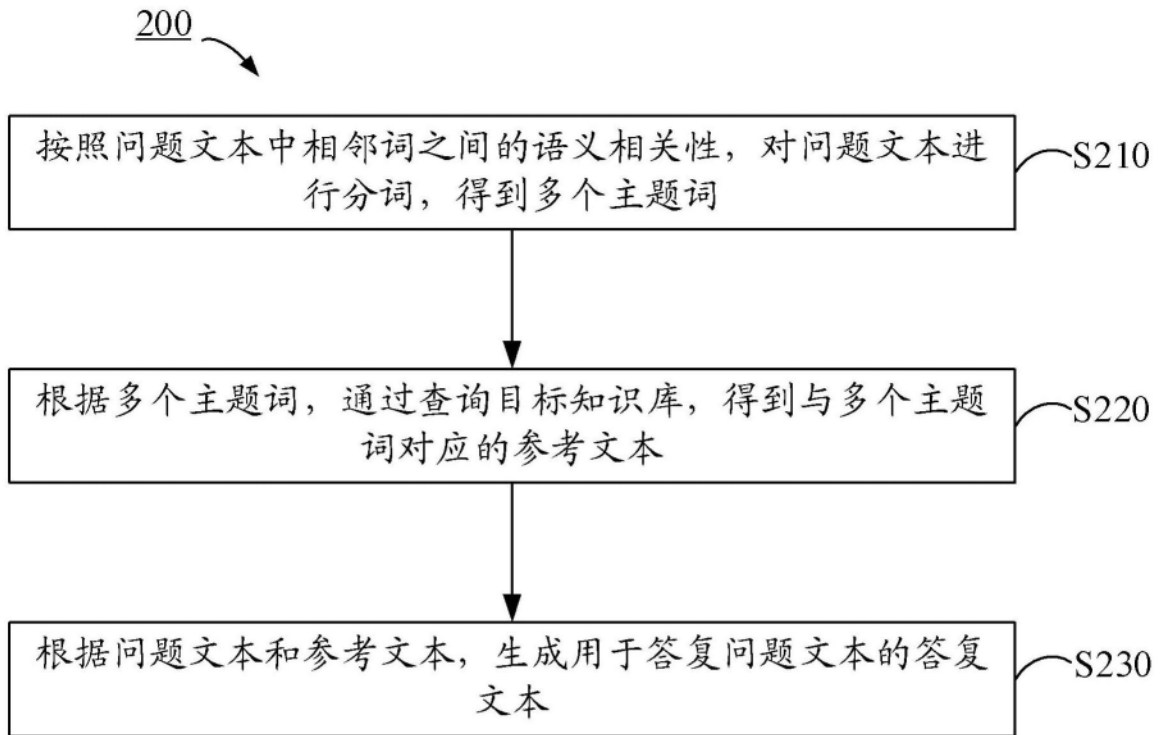 200
按照问题文本中相邻词之间的语义相关性，对问题文本进
行分词，得到多个主题词
S210
根据多个主题词，通过查询目标知识库，得到与多个主题
词对应的参考文本
S220
根据问题文本和参考文本，生成用于答复问题文本的答复
文本
S230